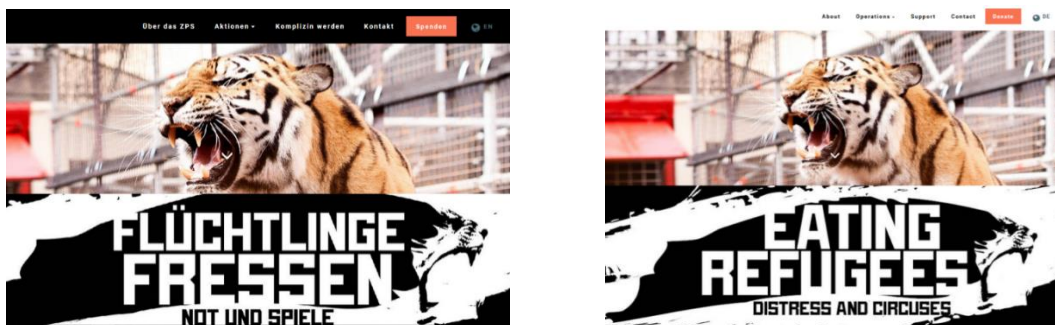 Über das ZPS Aktionen Komplizin werden Kontakt Spenden EN
FLÜCHTLINGE
FRESSEN
NOT UND SPIELE
About Operations Support Contact Donate DE
EATING
REFUGEES
DISTRESS AND CIRCUSES